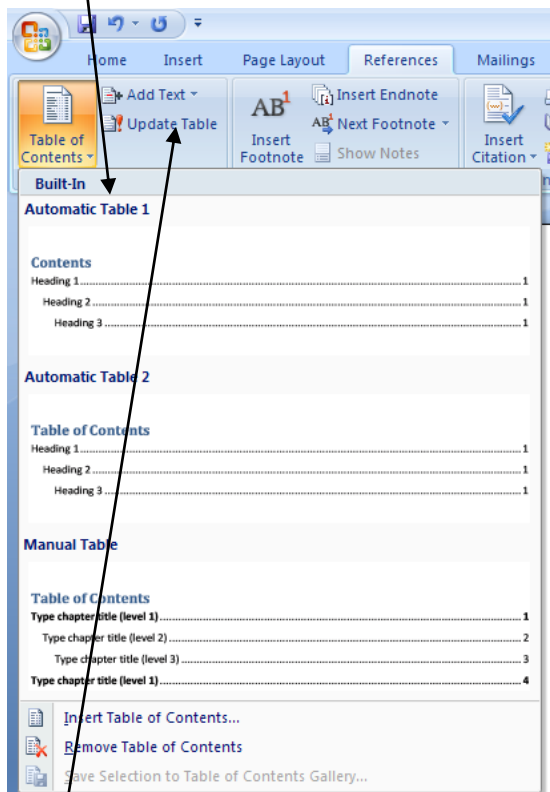 Home Insert Page Layout References Mailings
Table of Contents
Add Text
Update Table
AB1
Insert Footnote
Insert Endnote
AB1 Next Footnote
Show Notes
Insert Citation
Built-In
Automatic Table 1
Contents
Heading 1........1
Heading 2........1
Heading 3........1
Automatic Table 2
Table of Contents
Heading 1........1
Heading 2........1
Heading 3........1
Manual Table
Table of Contents
Type chapter title (level 1)........1
Type chapter title (level 2)........2
Type chapter title (level 3)........3
Type chapter title (level 1)........4
Insert Table of Contents...
Remove Table of Contents
Save Selection to Table of Contents Gallery...